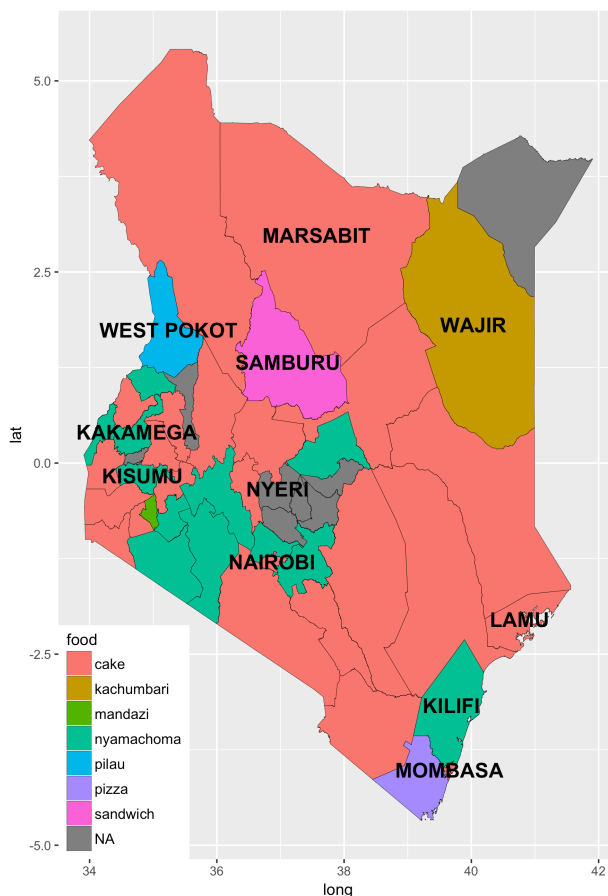 5.0
2.5
0.0
-2.5
-5.0
lat
MARSABIT
WEST POKOT
WAJIR
SAMBURU
KAKAMEGA
KISUMU
NYERI
NAIROBI
LAMU
KILIFI
MOMBASA
food
cake
kachumbari
mandazi
nyamachoma
pilau
pizza
sandwich
NA
34
36
38
40
42
long